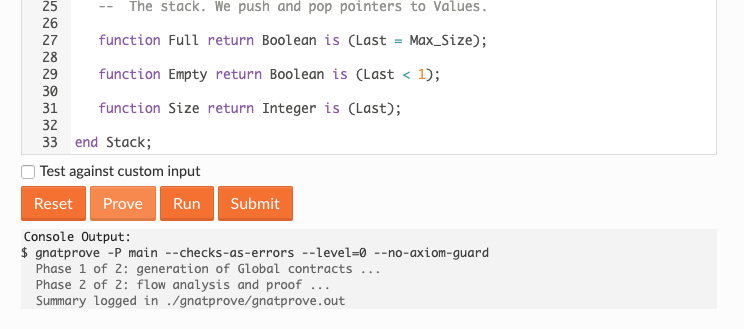 25      --  The stack. We push and pop pointers to Values.
26
27      function Full return Boolean is (Last = Max_Size);
28
29      function Empty return Boolean is (Last < 1);
30
31      function Size return Integer is (Last);
32
33   end Stack;
Test against custom input
Reset Prove Run Submit
Console Output:
$ gnatprove -P main --checks-as-errors --level=0 --no-axiom-guard
Phase 1 of 2: generation of Global contracts ...
Phase 2 of 2: flow analysis and proof ...
Summary logged in ./gnatprove/gnatprove.out